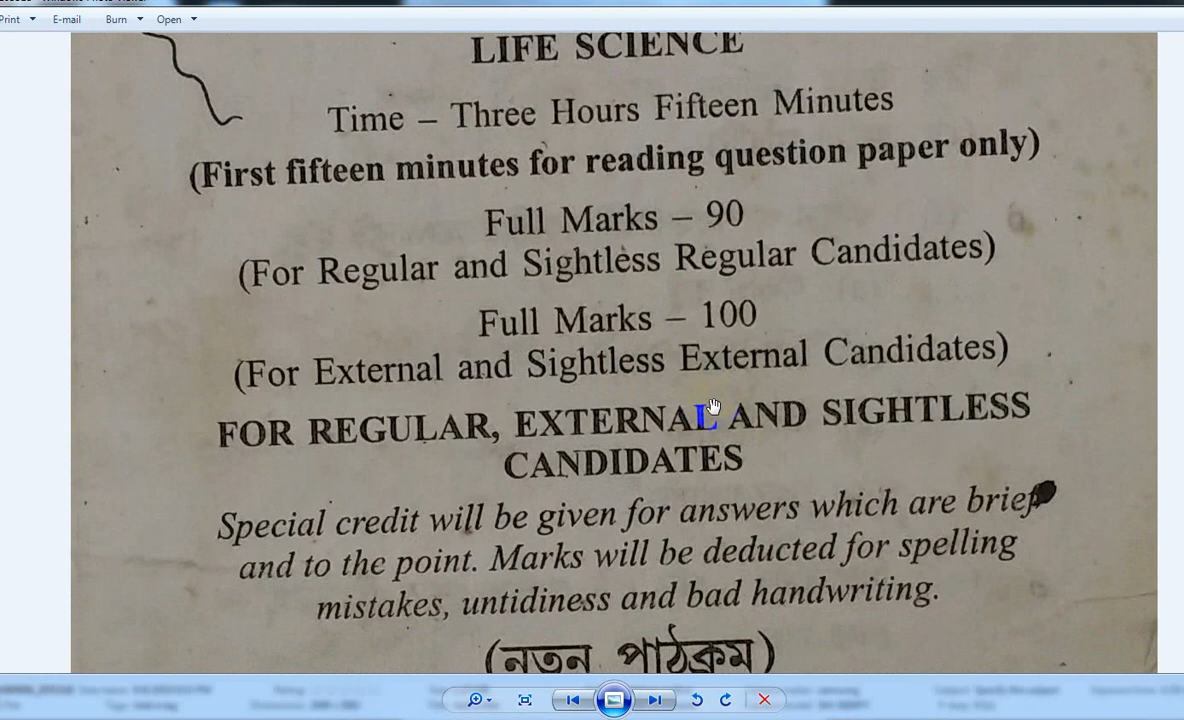 Print E-mail Burn Open
LIFE SCIENCE
Time – Three Hours Fifteen Minutes
(First fifteen minutes for reading question paper only)
Full Marks – 90
(For Regular and Sightless Regular Candidates)
Full Marks – 100
(For External and Sightless External Candidates)
FOR REGULAR, EXTERNAL AND SIGHTLESS
CANDIDATES
Special credit will be given for answers which are brief
and to the point. Marks will be deducted for spelling
mistakes, untidiness and bad handwriting.
(নতন পাঠক্রম)